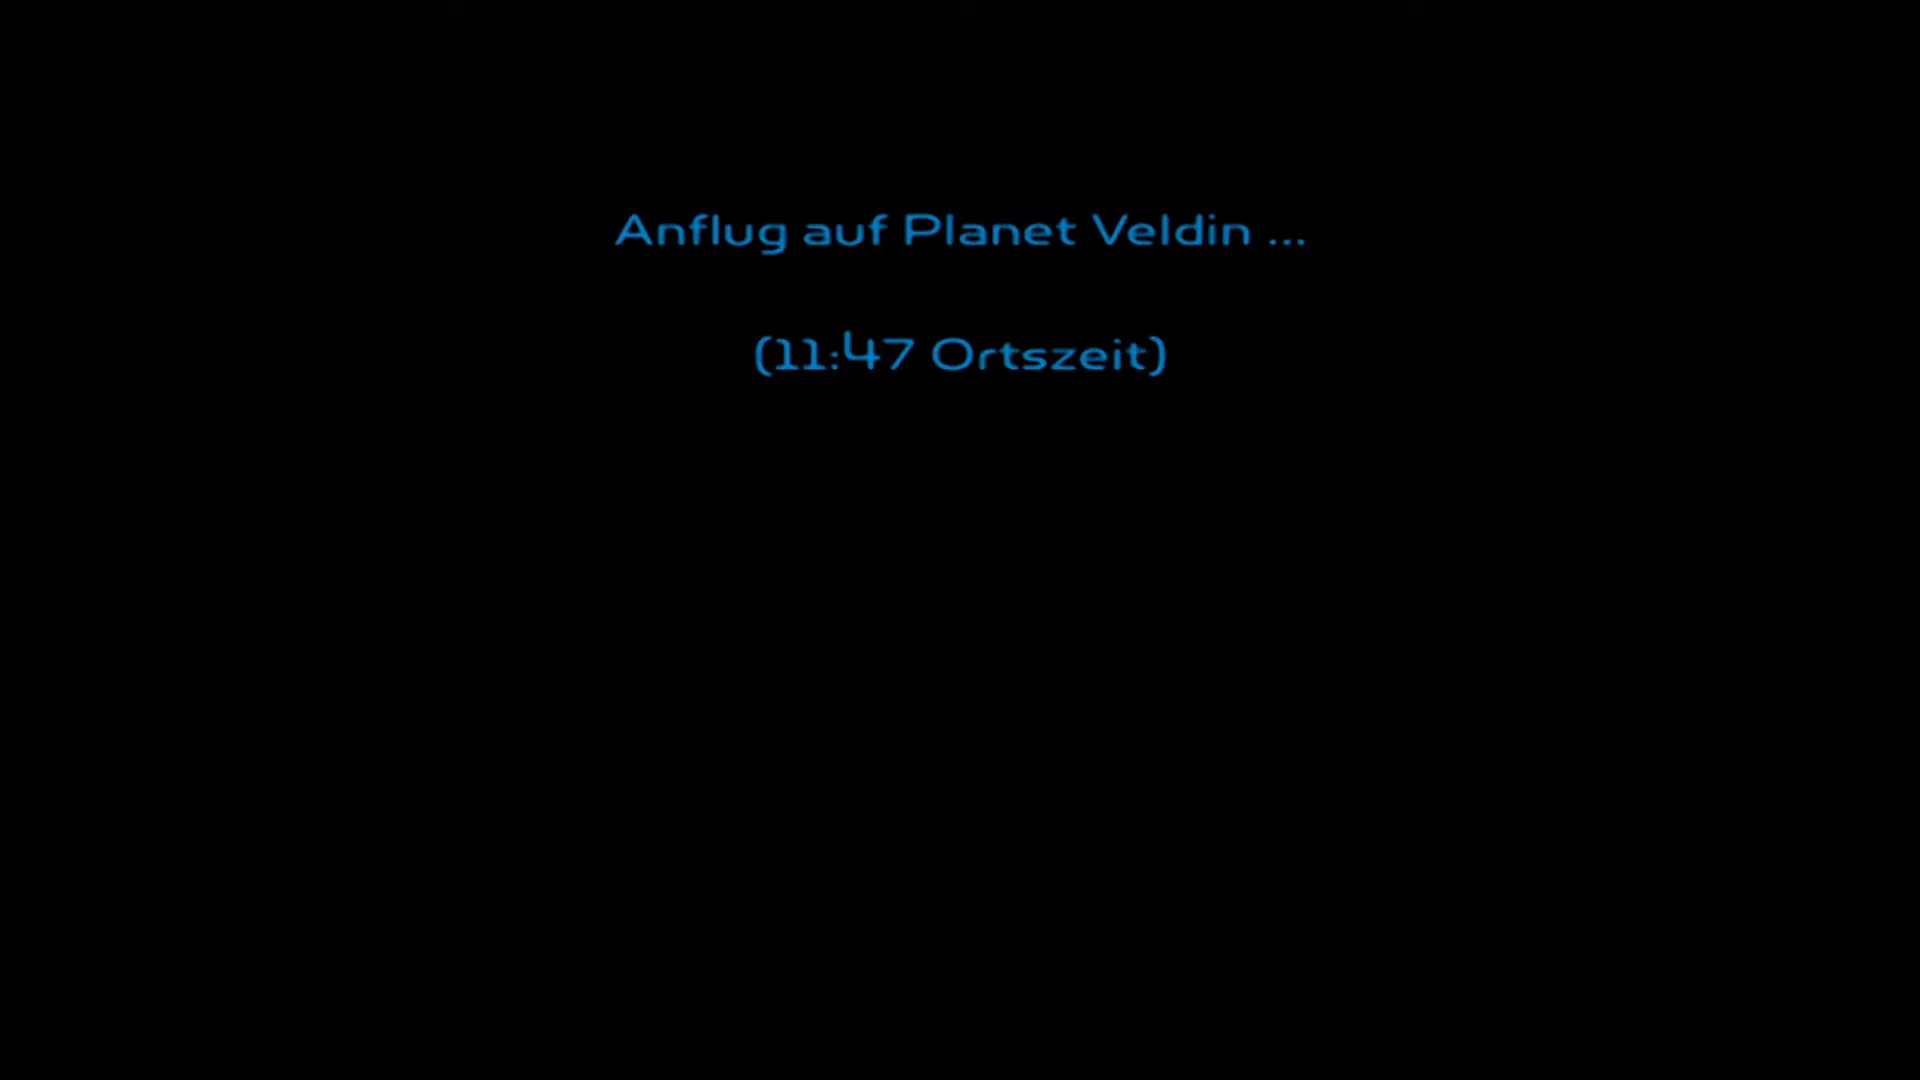 Anflug auf Planet Veldin ...
(11:47 Ortszeit)